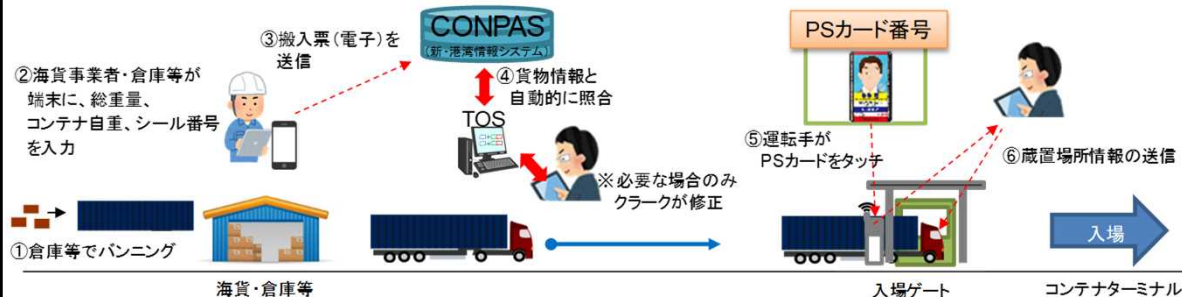 ②海貨事業者・倉庫等が
端末に、総重量、
コンテナ自重、シール番号
を入力
③搬入票(電子)を
送信
CONPAS
(新・港湾情報システム)
④貨物情報と
自動的に照合
TOS
※必要な場合のみ
クラークが修正
PSカード番号
⑤運転手が
PSカードをタッチ
⑥蔵置場所情報の送信
①倉庫等でバンニング
入場
海貨・倉庫等
入場ゲート
コンテナターミナル